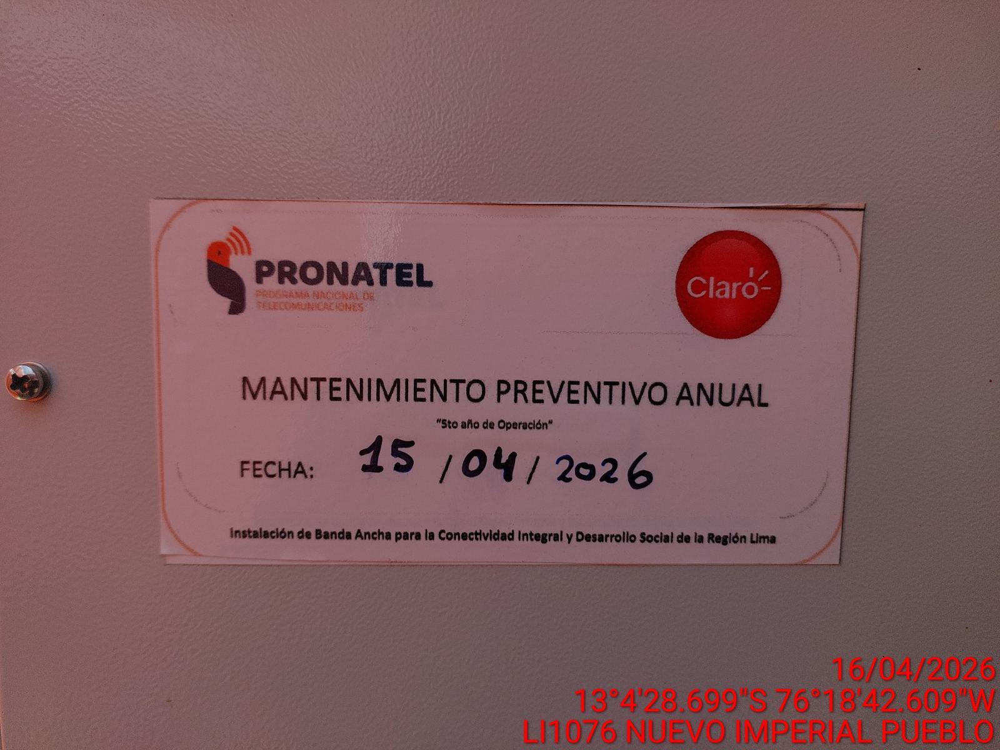 PRONATEL
PROGRAMA NACIONAL DE
TELECOMUNICACIONES
Claro
MANTENIMIENTO PREVENTIVO ANUAL
"5to año de Operación"
FECHA: 15 / 04 / 2026
Instalación de Banda Ancha para la Conectividad Integral y Desarrollo Social de la Región Lima
16/04/2026
13°4'28.699"S 76°18'42.609"W
LI1076 NUEVO IMPERIAL PUEBLO